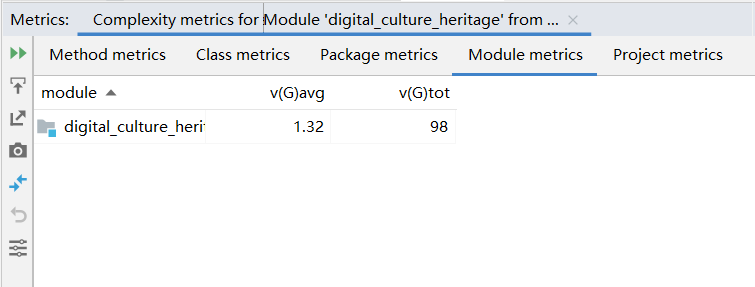 Metrics: Complexity metrics for Module 'digital_culture_heritage' from ...
Method metrics Class metrics Package metrics Module metrics Project metrics
module v(G)avg v(G)tot
digital_culture_heri 1.32 98